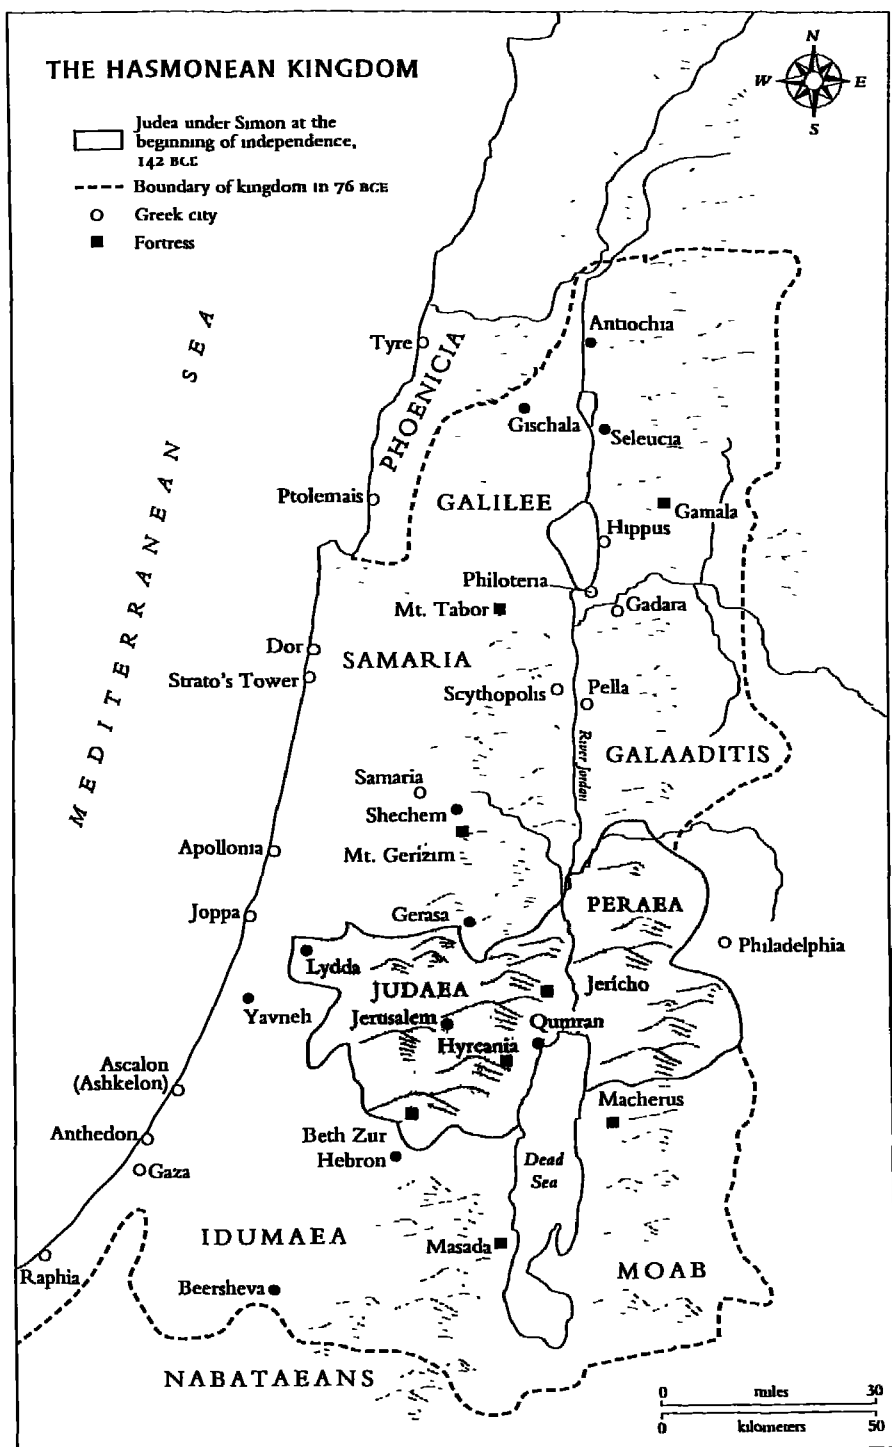 THE HASMONEAN KINGDOM
Judea under Simon at the
beginning of independence,
142 BCE
Boundary of kingdom in 76 BCE
Greek city
Fortress
N
W
E
S
MEDITERRANEAN SEA
Tyre
PHOENICIA
Antiochia
Gischala
Seleucia
Ptolemais
GALILEE
Gamala
Hippus
Philoteria
Mt. Tabor
Gadara
Dor
SAMARIA
Strato's Tower
Scythopolis
Pella
River Jordan
GALAADITIS
Samaria
Shechem
Mt. Gerizim
Apollonia
Joppa
Gerasa
PERAEA
Philadelphia
Lydda
JUDAEA
Jericho
Yavneh
Jerusalem
Qumran
Hyrcania
Ascalon
(Ashkelon)
Macherus
Anthedon
Beth Zur
Hebron
Gaza
Dead
Sea
IDUMAEA
Masada
MOAB
Raphia
Beersheva
NABATAEANS
0 miles 30
0 kilometers 50